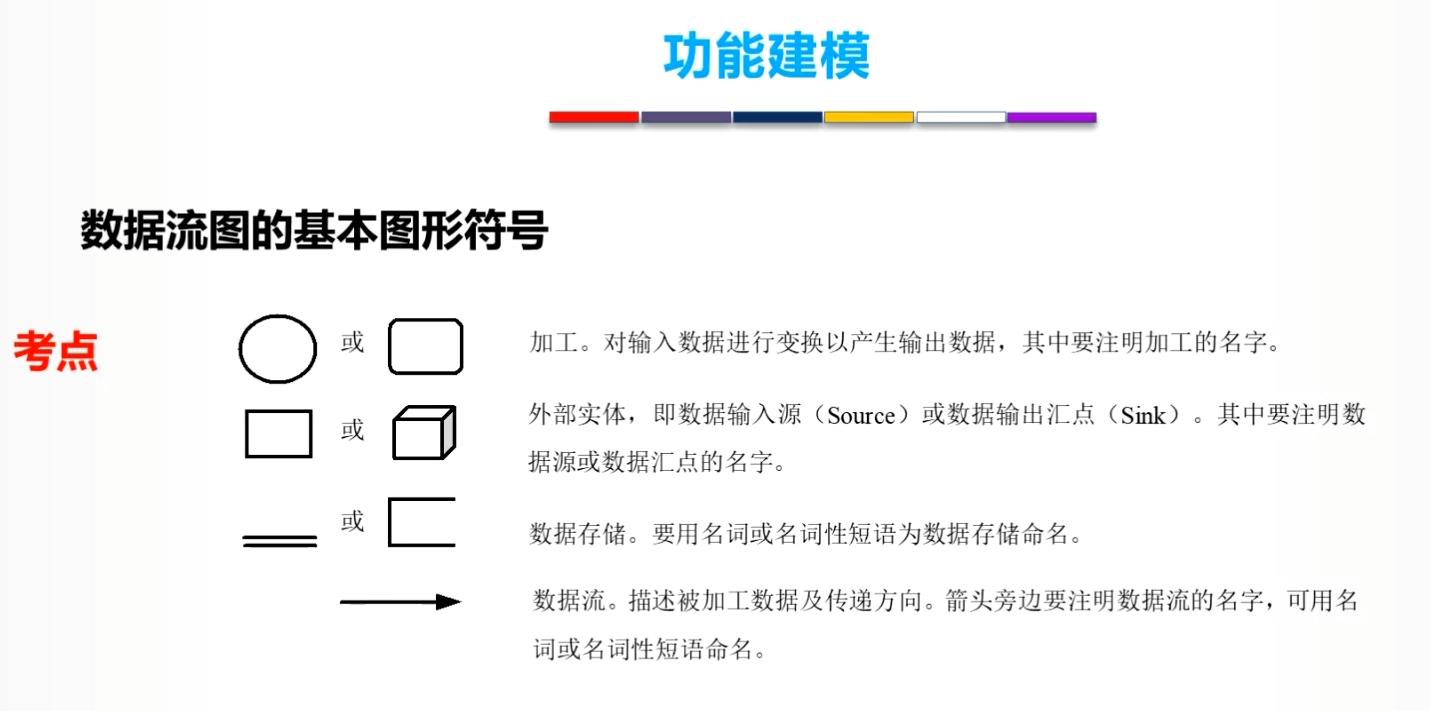 功能建模
数据流图的基本图形符号
考点
或
加工。对输入数据进行变换以产生输出数据，其中要注明加工的名字。
或
外部实体，即数据输入源（Source）或数据输出汇点（Sink）。其中要注明数
据源或数据汇点的名字。
或
数据存储。要用名词或名词性短语为数据存储命名。
数据流。描述被加工数据及传递方向。箭头旁边要注明数据流的名字，可用名
词或名词性短语命名。